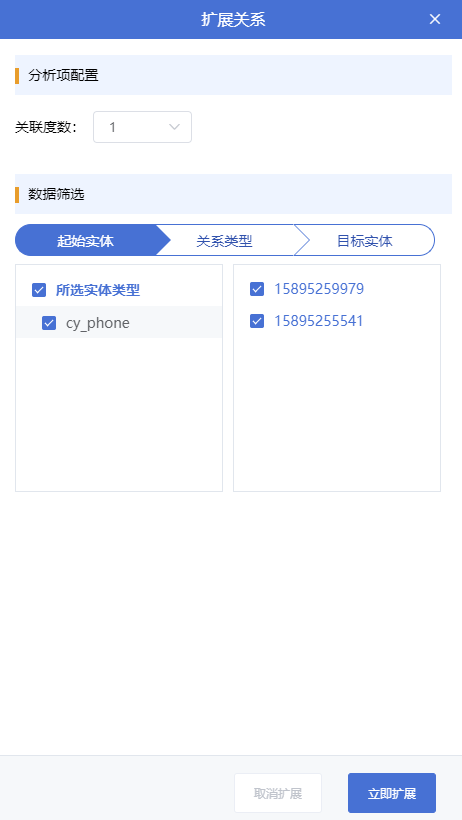 扩展关系
分析项配置
关联度数： 1
数据筛选
起始实体 关系类型 目标实体
所选实体类型
cy_phone
15895259979
15895255541
取消扩展 立即扩展